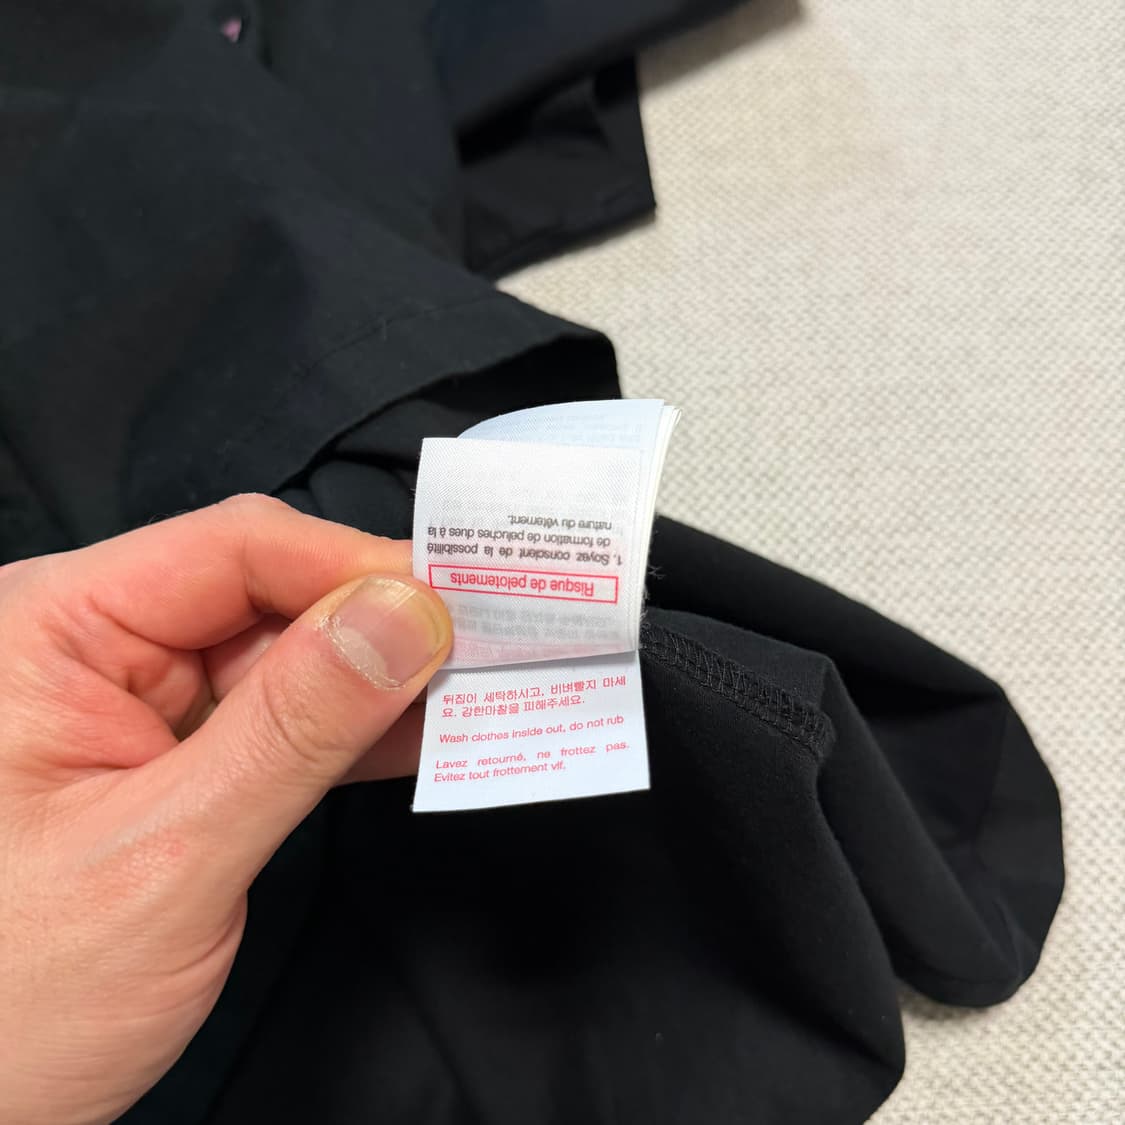 Risque de pelotements
1. Soyez conscient de la possibilité
de formation de peluches dues à la
nature du vêtement.
뒤집어 세탁하시고, 비벼빨지 마세
요. 강한마찰을 피해주세요.
Wash clothes inside out, do not rub
Lavez retourné, ne frottez pas.
Evitez tout frottement vif.